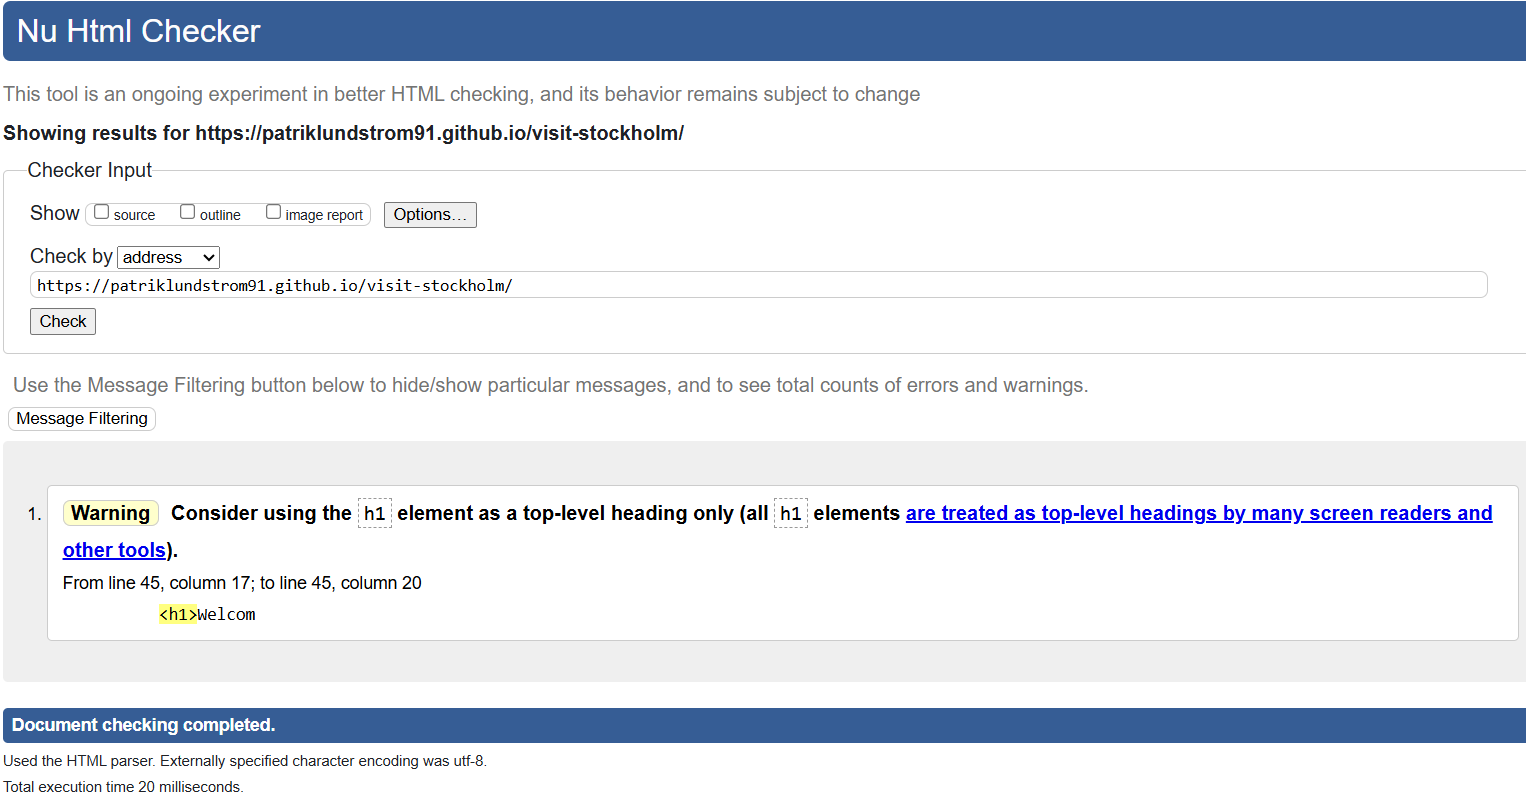 Nu Html Checker
This tool is an ongoing experiment in better HTML checking, and its behavior remains subject to change
Showing results for https://patriklundstrom91.github.io/visit-stockholm/
Checker Input
Show source outline image report Options...
Check by address
https://patriklundstrom91.github.io/visit-stockholm/
Check
Use the Message Filtering button below to hide/show particular messages, and to see total counts of errors and warnings.
Message Filtering
1. Warning Consider using the h1 element as a top-level heading only (all h1 elements are treated as top-level headings by many screen readers and
other tools).
From line 45, column 17; to line 45, column 20
<h1>Welcom
Document checking completed.
Used the HTML parser. Externally specified character encoding was utf-8.
Total execution time 20 milliseconds.